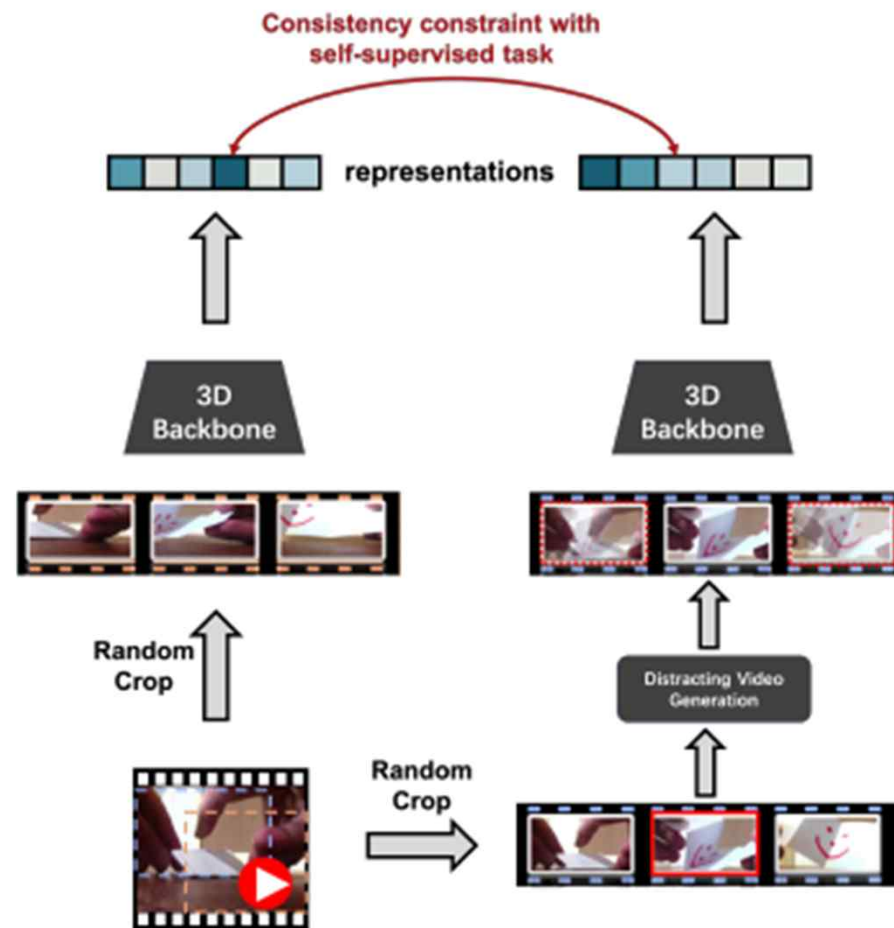 Consistency constraint with
self-supervised task
representations
3D
Backbone
3D
Backbone
Random
Crop
Distracting Video
Generation
Random
Crop